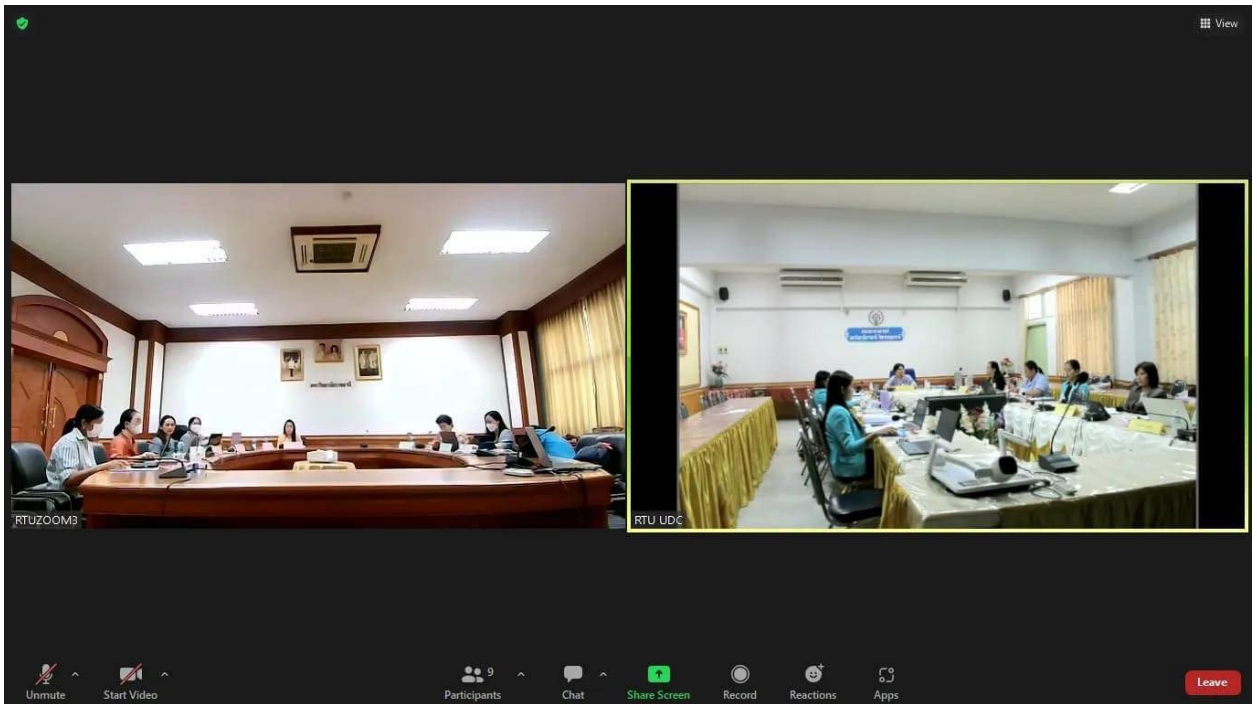 View
RTUZOOM3
RTU UDC
Unmute
Start Video
9
Participants
Chat
Share Screen
Record
Reactions
Apps
Leave